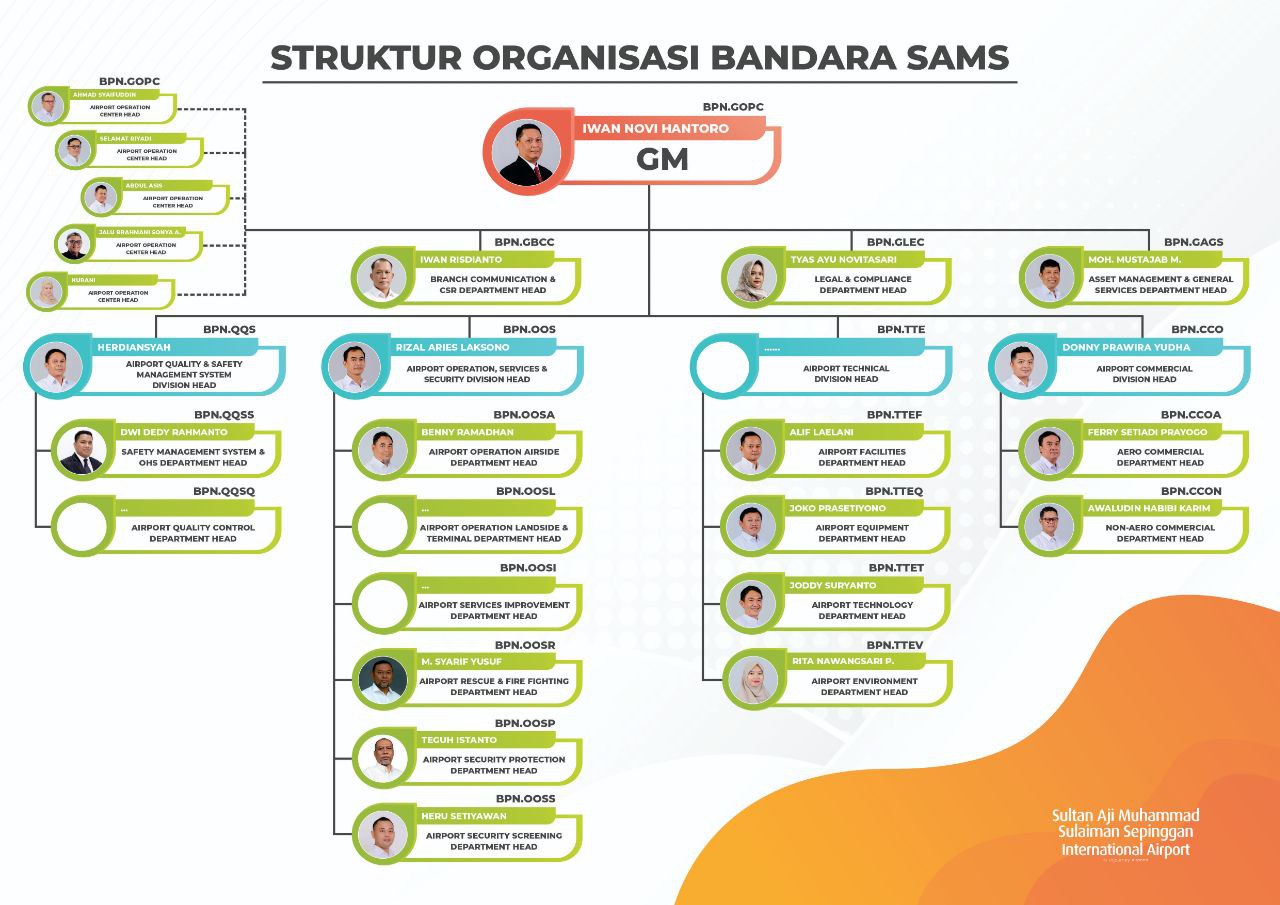 STRUKTUR ORGANISASI BANDARA SAMS
BPN.GOPC
AHMAD SYAIFUDDIN
AIRPORT OPERATION
CENTER HEAD
SELAMAT RIYADI
AIRPORT OPERATION
CENTER HEAD
ABDUL ASIS
AIRPORT OPERATION
CENTER HEAD
JALU BRAHMANI SONYA A.
AIRPORT OPERATION
CENTER HEAD
NURANI
AIRPORT OPERATION
CENTER HEAD
BPN.GOPC
IWAN NOVI HANTORO
GM
BPN.GBCC
IWAN RISDIANTO
BRANCH COMMUNICATION &
CSR DEPARTMENT HEAD
BPN.GLEC
TYAS AYU NOVITASARI
LEGAL & COMPLIANCE
DEPARTMENT HEAD
BPN.GAGS
MOH. MUSTAJAB M.
ASSET MANAGEMENT & GENERAL
SERVICES DEPARTMENT HEAD
BPN.QQS
HERDIANSYAH
AIRPORT QUALITY & SAFETY
MANAGEMENT SYSTEM
DIVISION HEAD
BPN.QQSS
DWI DEDY RAHMANTO
SAFETY MANAGEMENT SYSTEM &
OHS DEPARTMENT HEAD
BPN.QQSQ
...
AIRPORT QUALITY CONTROL
DEPARTMENT HEAD
BPN.OOS
RIZAL ARIES LAKSONO
AIRPORT OPERATION, SERVICES &
SECURITY DIVISION HEAD
BPN.OOSA
BENNY RAMADHAN
AIRPORT OPERATION AIRSIDE
DEPARTMENT HEAD
BPN.OOSL
...
AIRPORT OPERATION LANDSIDE &
TERMINAL DEPARTMENT HEAD
BPN.OOSI
...
AIRPORT SERVICES IMPROVEMENT
DEPARTMENT HEAD
BPN.OOSR
M. SYARIF YUSUF
AIRPORT RESCUE & FIRE FIGHTING
DEPARTMENT HEAD
BPN.OOSP
TEGUH ISTANTO
AIRPORT SECURITY PROTECTION
DEPARTMENT HEAD
BPN.OOSS
HERU SETIYAWAN
AIRPORT SECURITY SCREENING
DEPARTMENT HEAD
BPN.TTE
......
AIRPORT TECHNICAL
DIVISION HEAD
BPN.TTEF
ALIF LAELANI
AIRPORT FACILITIES
DEPARTMENT HEAD
BPN.TTEQ
JOKO PRASETIYONO
AIRPORT EQUIPMENT
DEPARTMENT HEAD
BPN.TTET
JODDY SURYANTO
AIRPORT TECHNOLOGY
DEPARTMENT HEAD
BPN.TTEV
RITA NAWANGSARI P.
AIRPORT ENVIRONMENT
DEPARTMENT HEAD
BPN.CCO
DONNY PRAWIRA YUDHA
AIRPORT COMMERCIAL
DIVISION HEAD
BPN.CCOA
FERRY SETIADI PRAYOGO
AERO COMMERCIAL
DEPARTMENT HEAD
BPN.CCON
AWALUDIN HABIBI KARIM
NON-AERO COMMERCIAL
DEPARTMENT HEAD
Sultan Aji Muhammad
Sulaiman Sepinggan
International Airport